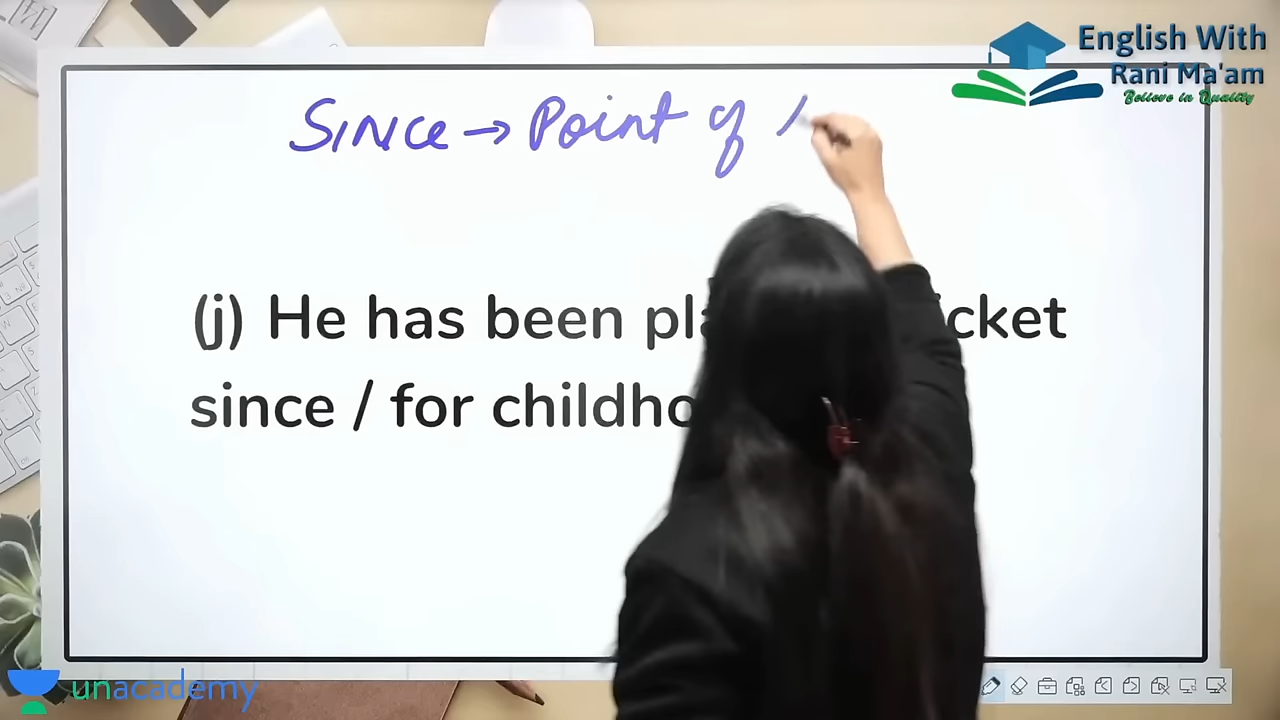 English With
Rani Ma'am
Believe in Quality
SINCE → Point of
(j) He has been pla icket
since / for childho
unacademy